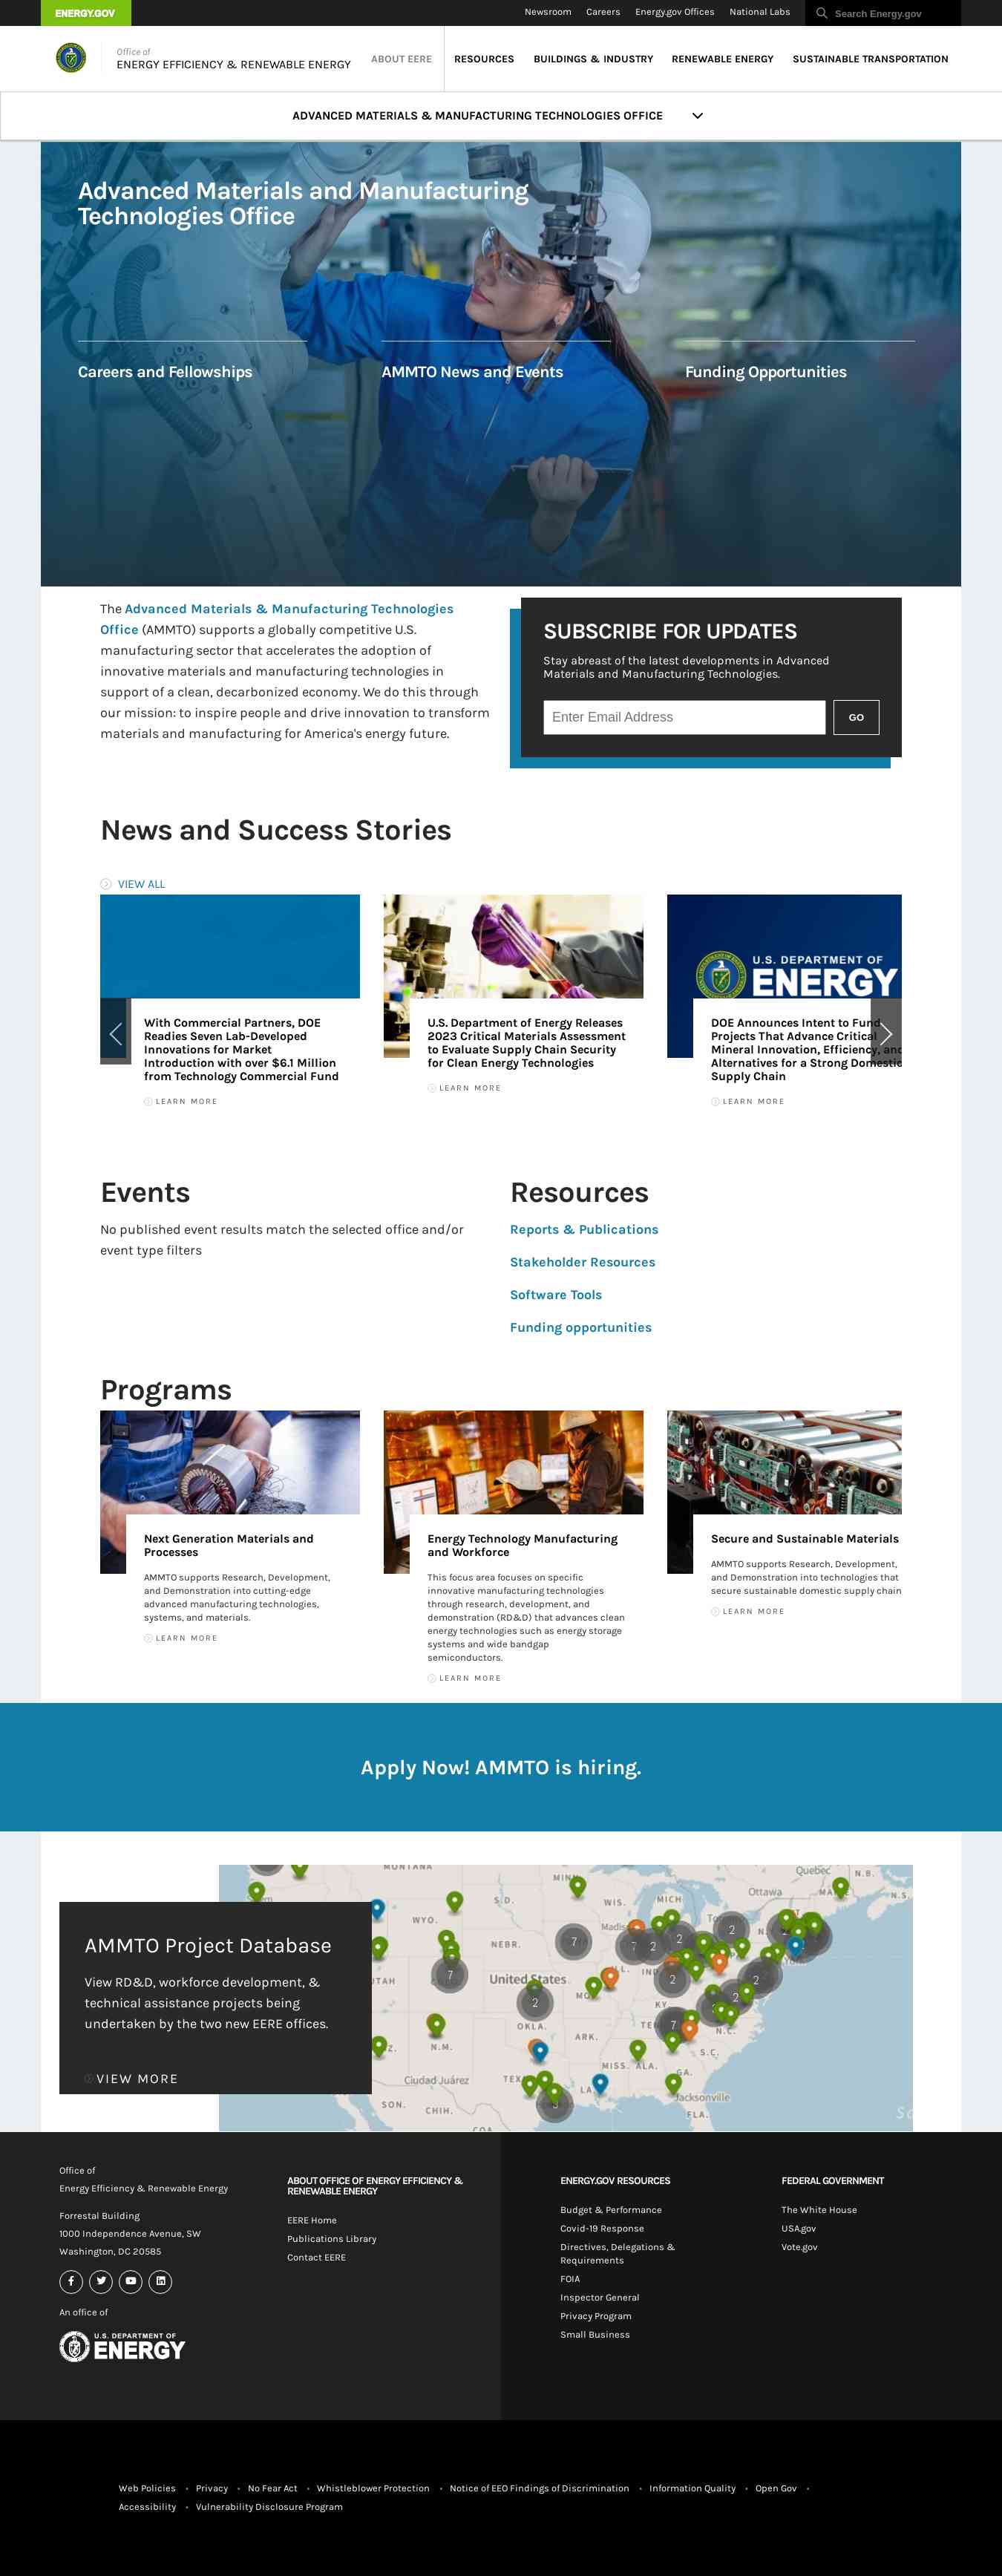 ENERGY.GOV
Newsroom Careers Energy.gov Offices National Labs Search Energy.gov
Office of
ENERGY EFFICIENCY & RENEWABLE ENERGY
ABOUT EERE RESOURCES BUILDINGS & INDUSTRY RENEWABLE ENERGY SUSTAINABLE TRANSPORTATION
ADVANCED MATERIALS & MANUFACTURING TECHNOLOGIES OFFICE
Advanced Materials and Manufacturing
Technologies Office
Careers and Fellowships
AMMTO News and Events
Funding Opportunities
The Advanced Materials & Manufacturing Technologies
Office (AMMTO) supports a globally competitive U.S.
manufacturing sector that accelerates the adoption of
innovative materials and manufacturing technologies in
support of a clean, decarbonized economy. We do this through
our mission: to inspire people and drive innovation to transform
materials and manufacturing for America's energy future.
SUBSCRIBE FOR UPDATES
Stay abreast of the latest developments in Advanced
Materials and Manufacturing Technologies.
Enter Email Address GO
News and Success Stories
VIEW ALL
With Commercial Partners, DOE
Readies Seven Lab-Developed
Innovations for Market
Introduction with over $6.1 Million
from Technology Commercial Fund
LEARN MORE
U.S. Department of Energy Releases
2023 Critical Materials Assessment
to Evaluate Supply Chain Security
for Clean Energy Technologies
LEARN MORE
U.S. DEPARTMENT OF
ENERGY
DOE Announces Intent to Fund
Projects That Advance Critical
Mineral Innovation, Efficiency, and
Alternatives for a Strong Domestic
Supply Chain
LEARN MORE
Events
No published event results match the selected office and/or
event type filters
Resources
Reports & Publications
Stakeholder Resources
Software Tools
Funding opportunities
Programs
Next Generation Materials and
Processes
AMMTO supports Research, Development,
and Demonstration into cutting-edge
advanced manufacturing technologies,
systems, and materials.
LEARN MORE
Energy Technology Manufacturing
and Workforce
This focus area focuses on specific
innovative manufacturing technologies
through research, development, and
demonstration (RD&D) that advances clean
energy technologies such as energy storage
systems and wide bandgap
semiconductors.
LEARN MORE
Secure and Sustainable Materials
AMMTO supports Research, Development,
and Demonstration into technologies that
secure sustainable domestic supply chain
LEARN MORE
Apply Now! AMMTO is hiring.
AMMTO Project Database
View RD&D, workforce development, &
technical assistance projects being
undertaken by the two new EERE offices.
VIEW MORE
MONTANA
Quebec
MINN
N.B.
S.D.
WIS.
MICH
Ottawa
N.S.
WYO.
7
2
NEBR.
United States
IND
UTAH
KY.
OKLA.
ARK.
TEN
N.C.
N.M.
S.C.
MISS. ALA.
GA.
Ciudad Juárez
TEX
LA
Jacksonville
SON.
CHIH.
FLA.
COA
Office of
Energy Efficiency & Renewable Energy
Forrestal Building
1000 Independence Avenue, SW
Washington, DC 20585
An office of
U.S. DEPARTMENT OF
ENERGY
ABOUT OFFICE OF ENERGY EFFICIENCY &
RENEWABLE ENERGY
EERE Home
Publications Library
Contact EERE
ENERGY.GOV RESOURCES
Budget & Performance
Covid-19 Response
Directives, Delegations &
Requirements
FOIA
Inspector General
Privacy Program
Small Business
FEDERAL GOVERNMENT
The White House
USA.gov
Vote.gov
Web Policies • Privacy • No Fear Act • Whistleblower Protection • Notice of EEO Findings of Discrimination • Information Quality • Open Gov •
Accessibility • Vulnerability Disclosure Program